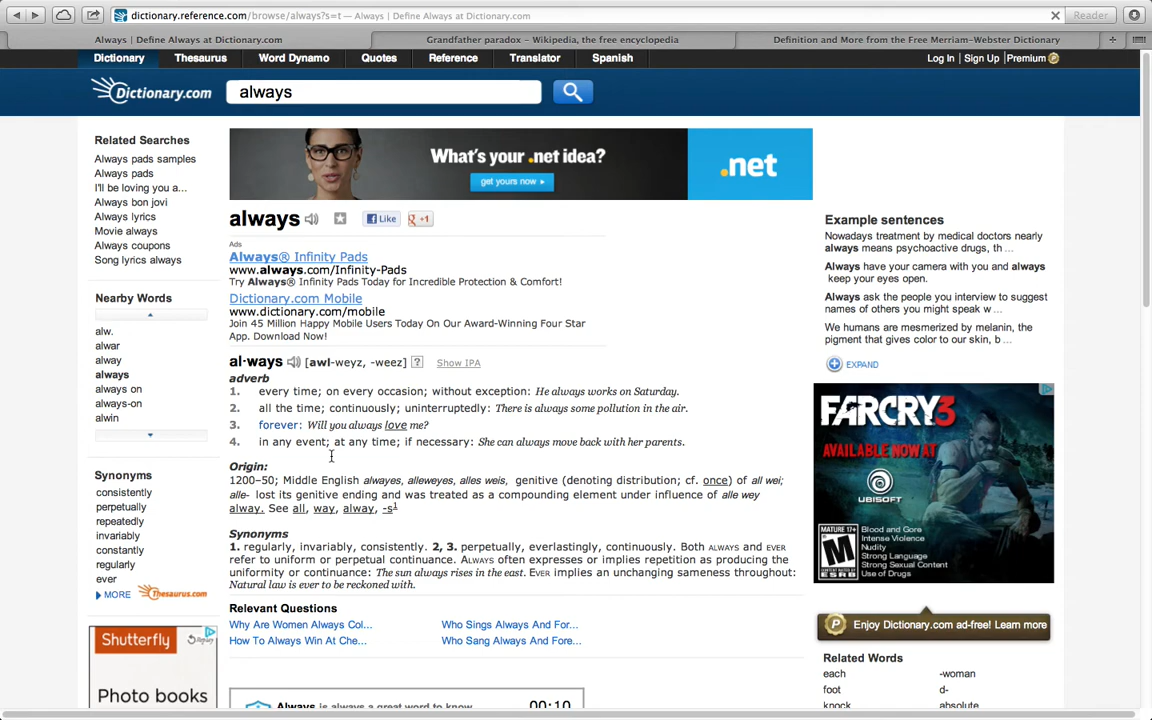 dictionary.reference.com/browse/always?s=t — Always | Define Always at Dictionary.com
Reader
Always | Define Always at Dictionary.com
Grandfather paradox – Wikipedia, the free encyclopedia
Definition and More from the Free Merriam-Webster Dictionary
Dictionary Thesaurus Word Dynamo Quotes Reference Translator Spanish
Log In | Sign Up | Premium P
Dictionary.com
always
Related Searches
Always pads samples
Always pads
I'll be loving you a...
Always bon jovi
Always lyrics
Movie always
Always coupons
Song lyrics always
Nearby Words
alw.
alwar
alway
always
always on
always-on
alwin
Synonyms
consistently
perpetually
repeatedly
invariably
constantly
regularly
ever
MORE Thesaurus.com
Shutterfly
Photo books
What's your .net idea?
get yours now
.net
always
Like
g +1
Ads
Always® Infinity Pads
www.always.com/Infinity-Pads
Try Always® Infinity Pads Today for Incredible Protection & Comfort!
Dictionary.com Mobile
www.dictionary.com/mobile
Join 45 Million Happy Mobile Users Today On Our Award-Winning Four Star
App. Download Now!
al·ways [awl-weyz, -weez] ? Show IPA
adverb
1. every time; on every occasion; without exception: He always works on Saturday.
2. all the time; continuously; uninterruptedly: There is always some pollution in the air.
3. forever: Will you always love me?
4. in any event; at any time; if necessary: She can always move back with her parents.
Origin:
1200–50; Middle English alwayes, alleweyes, alles weis, genitive (denoting distribution; cf. once) of all wei;
alle- lost its genitive ending and was treated as a compounding element under influence of alle wey
alway. See all, way, alway, -s1
Synonyms
1. regularly, invariably, consistently. 2, 3. perpetually, everlastingly, continuously. Both ALWAYS and EVER
refer to uniform or perpetual continuance. ALWAYS often expresses or implies repetition as producing the
uniformity or continuance: The sun always rises in the east. EVER implies an unchanging sameness throughout:
Natural law is ever to be reckoned with.
Relevant Questions
Why Are Women Always Col...
Who Sings Always And For...
How To Always Win At Che...
Who Sang Always And Fore...
Always is always a great word to know.
00:10
Example sentences
Nowadays treatment by medical doctors nearly
always means psychoactive drugs, th ...
Always have your camera with you and always
keep your eyes open.
Always ask the people you interview to suggest
names of others you might speak w ...
We humans are mesmerized by melanin, the
pigment that gives color to our skin, b ...
EXPAND
FARCRY3
AVAILABLE NOW AT
UBISOFT
MATURE 17+
M
ESRB
Blood and Gore
Intense Violence
Nudity
Strong Language
Strong Sexual Content
Use of Drugs
P Enjoy Dictionary.com ad-free! Learn more
Related Words
each -woman
foot d-
knock absolute